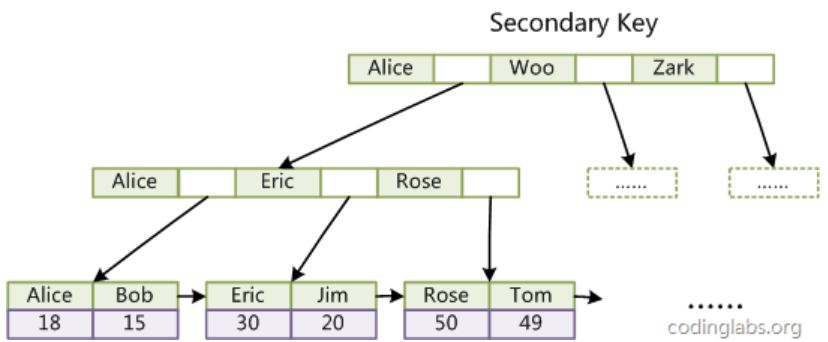 Secondary Key
Alice Woo Zark
Alice Eric Rose
...... ......
Alice Bob Eric Jim Rose Tom
18 15 30 20 50 49
......
codinglabs.org